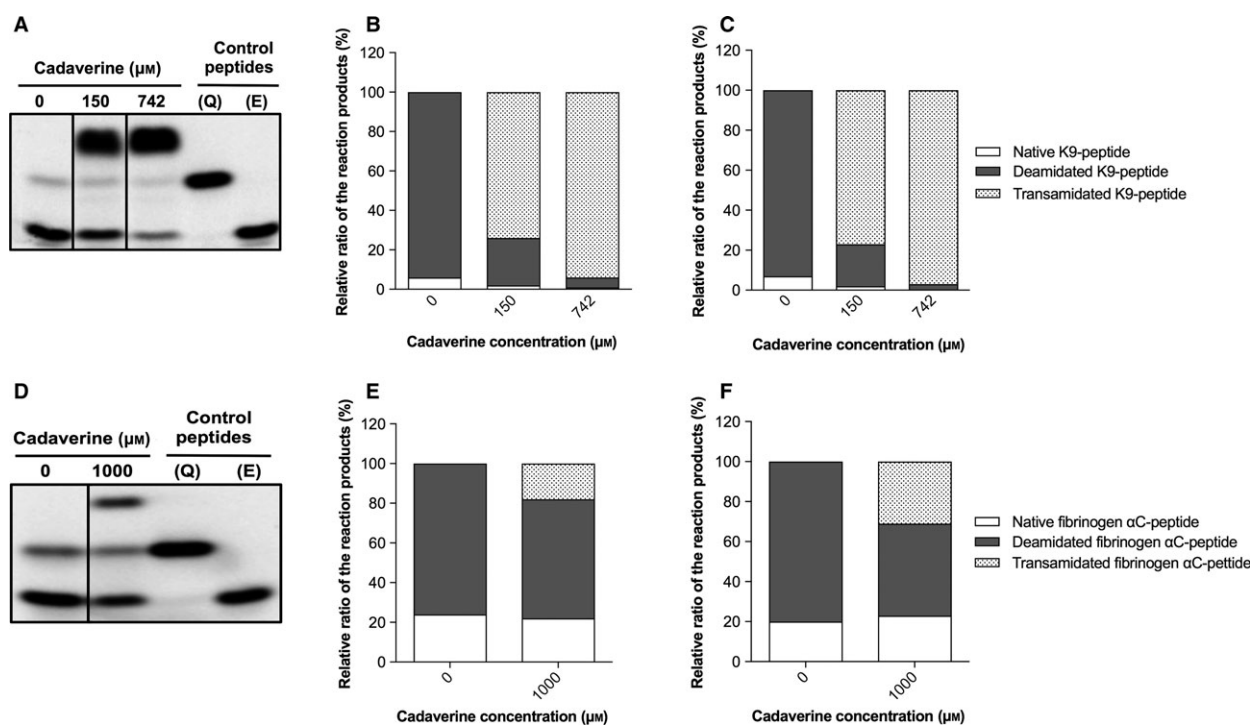 A
Cadaverine (µM)
Control
peptides
0 150 742 (Q) (E)
B
Relative ratio of the reaction products (%)
120
100
80
60
40
20
0
0 150 742
Cadaverine concentration (µM)
C
Relative ratio of the reaction products (%)
120
100
80
60
40
20
0
0 150 742
Cadaverine concentration (µM)
Native K9-peptide
Deamidated K9-peptide
Transamidated K9-peptide
D
Cadaverine (µM)
Control
peptides
0 1000 (Q) (E)
E
Relative ratio of the reaction products (%)
120
100
80
60
40
20
0
0 1000
Cadaverine concentration (µM)
F
Relative ratio of the reaction products (%)
120
100
80
60
40
20
0
0 1000
Cadaverine concentration (µM)
Native fibrinogen αC-peptide
Deamidated fibrinogen αC-peptide
Transamidated fibrinogen αC-pettide